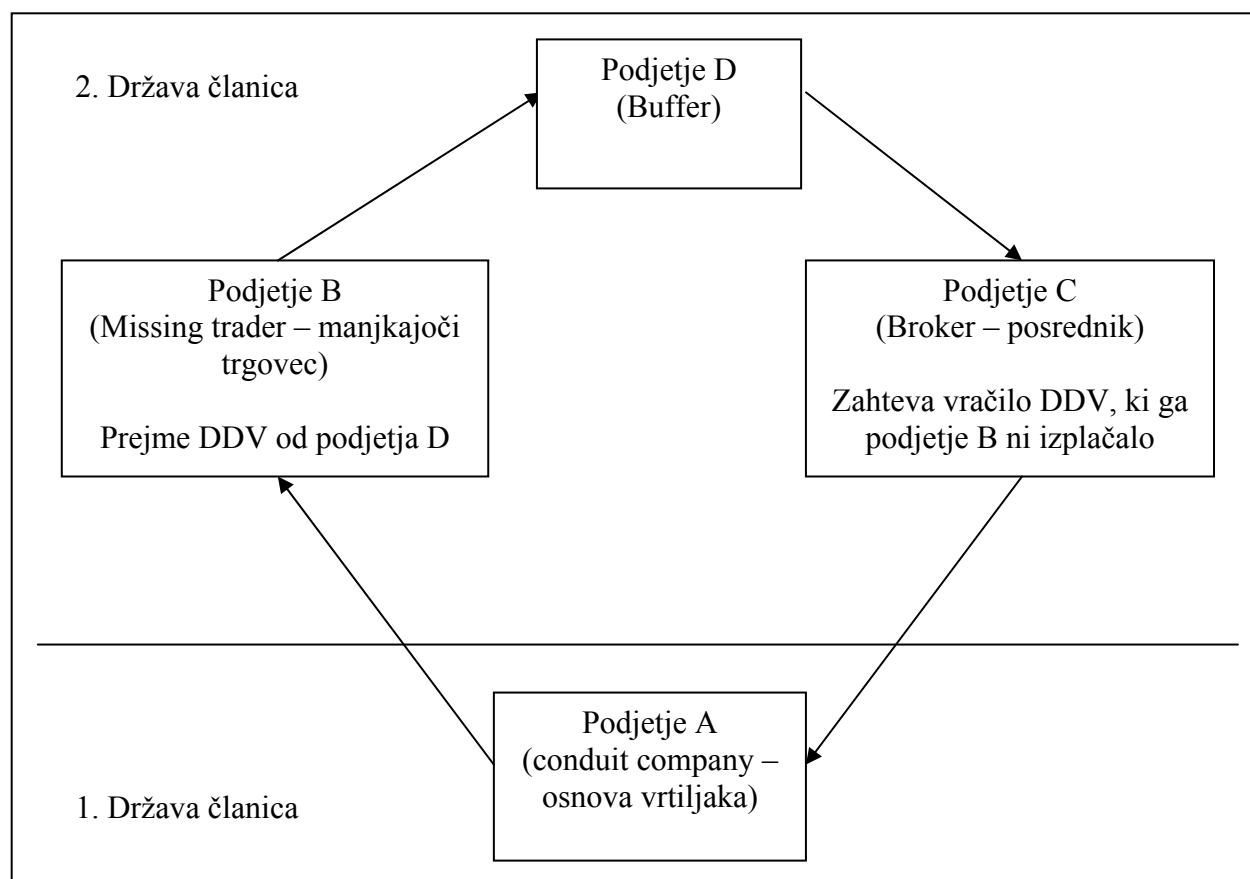 2. Država članica
Podjetje D
(Buffer)
Podjetje B
(Missing trader – manjkajoči
trgovec)
Prejme DDV od podjetja D
Podjetje C
(Broker – posrednik)
Zahteva vračilo DDV, ki ga
podjetje B ni izplačalo
Podjetje A
(conduit company –
osnova vrtiljaka)
1. Država članica